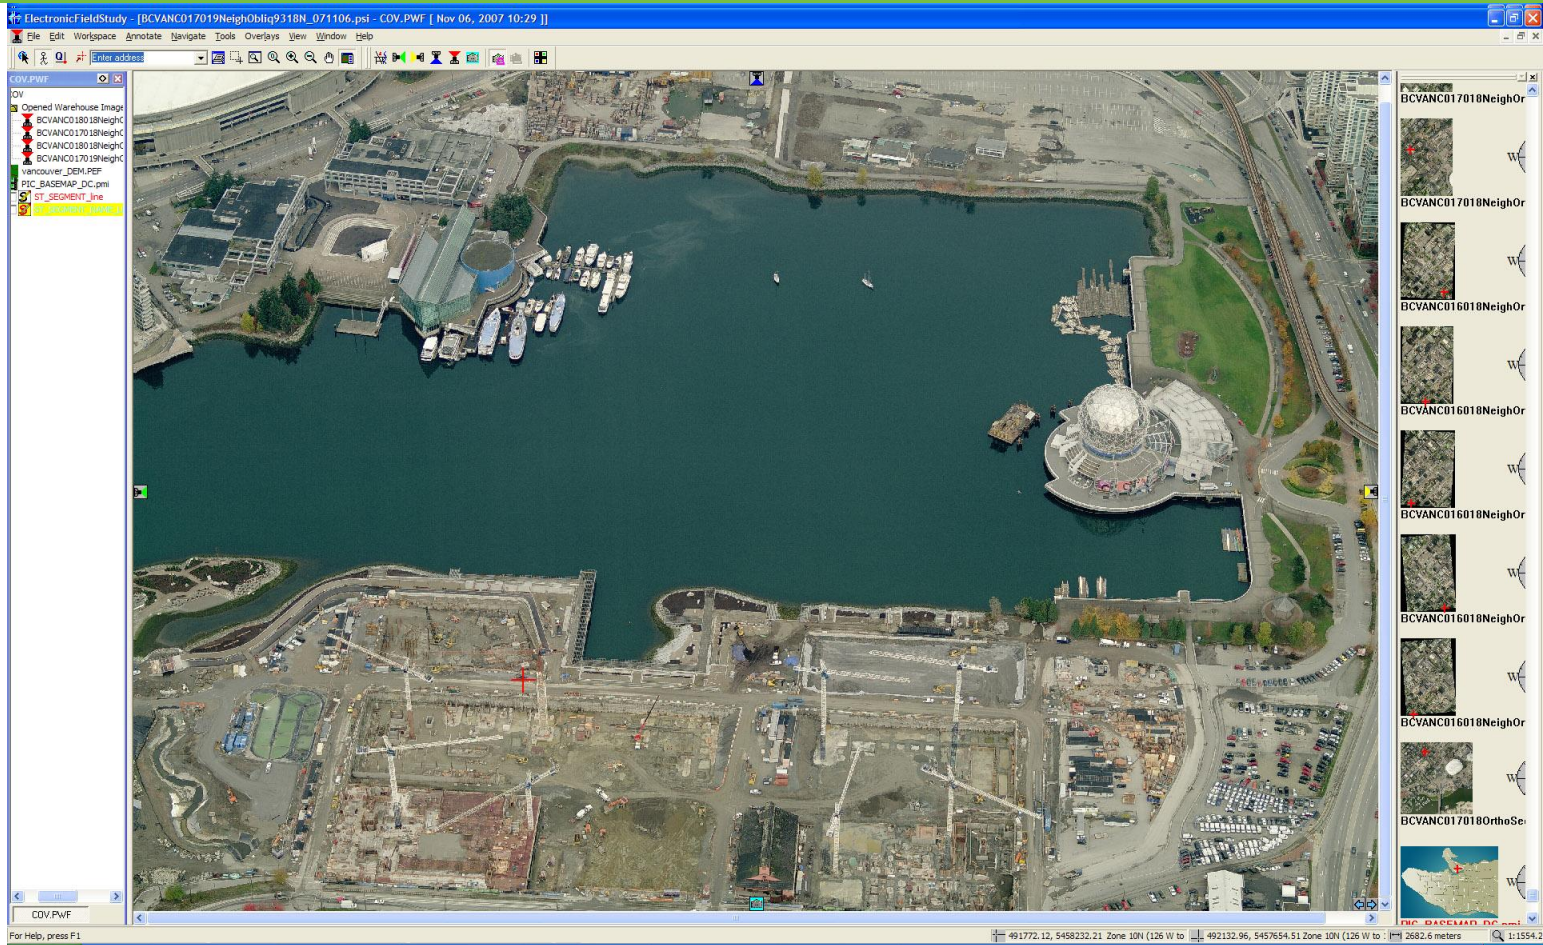 ElectronicFieldStudy - [BCVANC017019NeighObliq9318N_071106.psi - COV.PWF [ Nov 06, 2007 10:29 ]]
File Edit Workspace Annotate Navigate Tools Overlays View Window Help
Enter address
COV.PWF
COV
Opened Warehouse Image
BCVANC018018NeighC
BCVANC017018NeighC
BCVANC018018NeighC
BCVANC017019NeighC
vancouver_DEM.PEF
PIC_BASEMAP_DC.pmi
ST_SEGMENT_line
COV.PWF
BCVANC017018NeighOr
W
BCVANC017018NeighOr
W
BCVANC016018NeighOr
W
BCVANC016018NeighOr
W
BCVANC016018NeighOr
W
BCVANC016018NeighOr
W
BCVANC016018NeighOr
W
BCVANC017018OrthoSe
W
PIC_BASEMAP_DC.pmi
For Help, press F1
491772.12, 5458232.21 Zone 10N (126 W to
492132.96, 5457654.51 Zone 10N (126 W to
2682.6 meters
1:1554.2